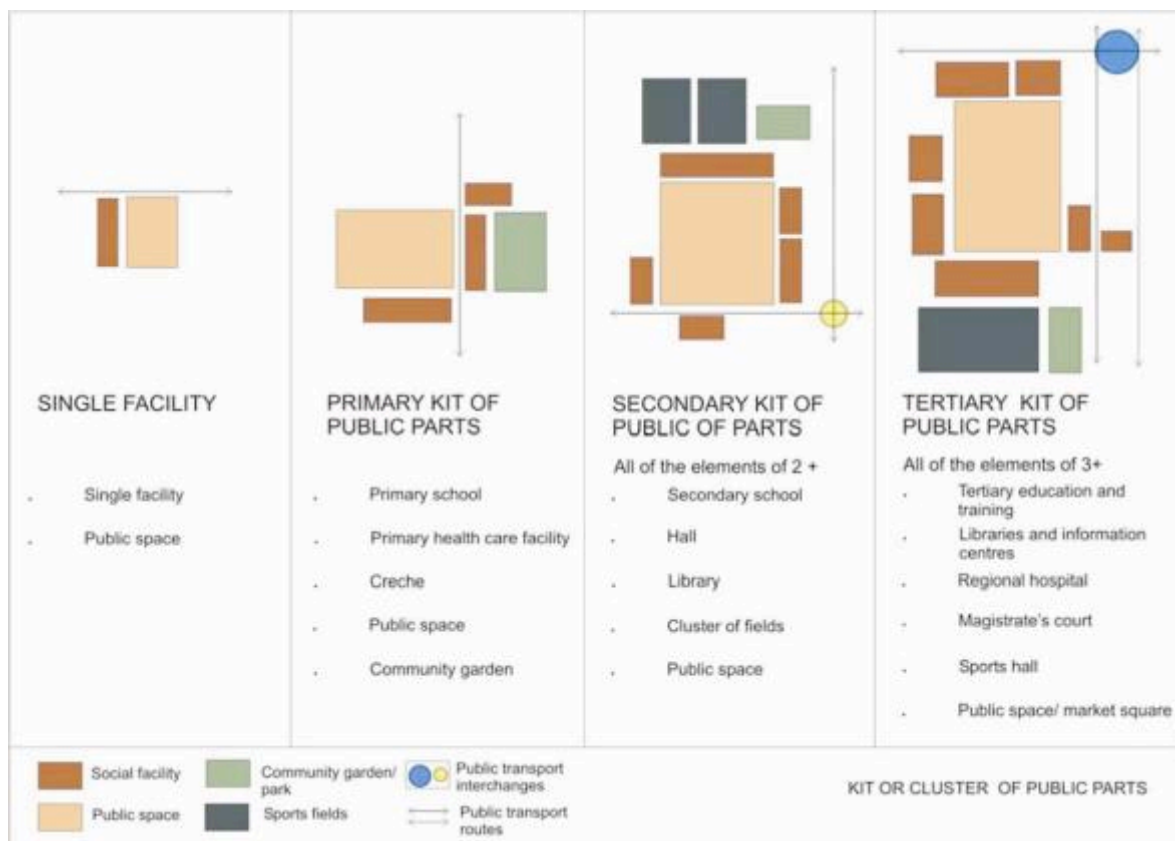 SINGLE FACILITY
. Single facility
. Public space
PRIMARY KIT OF
PUBLIC PARTS
. Primary school
. Primary health care facility
. Creche
. Public space
. Community garden
SECONDARY KIT OF
PUBLIC OF PARTS
All of the elements of 2 +
. Secondary school
. Hall
. Library
. Cluster of fields
. Public space
TERTIARY KIT OF
PUBLIC PARTS
All of the elements of 3+
. Tertiary education and
training
. Libraries and information
centres
. Regional hospital
. Magistrate's court
. Sports hall
. Public space/ market square
Social facility
Public space
Community garden/
park
Sports fields
Public transport
interchanges
Public transport
routes
KIT OR CLUSTER OF PUBLIC PARTS